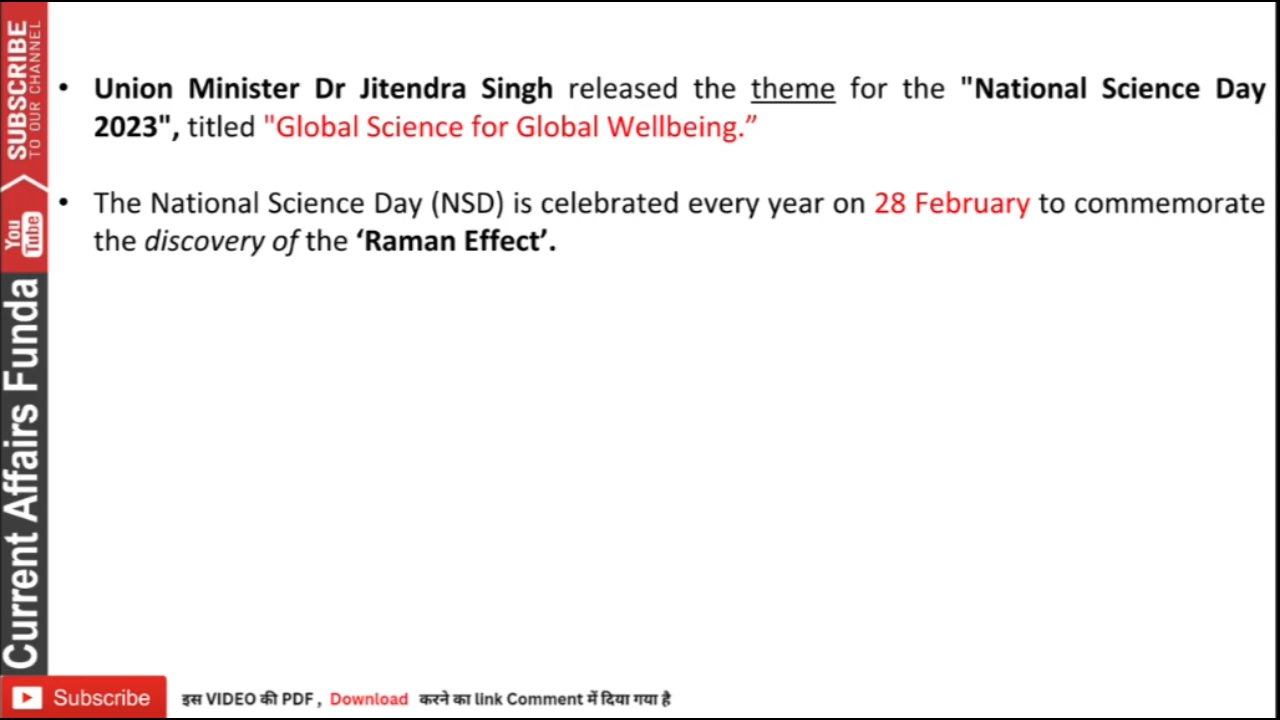 SUBSCRIBE
TO OUR CHANNEL
You
Tube
Current Affairs Funda
• Union Minister Dr Jitendra Singh released the theme for the "National Science Day
2023", titled "Global Science for Global Wellbeing.”
• The National Science Day (NSD) is celebrated every year on 28 February to commemorate
the discovery of the ‘Raman Effect’.
Subscribe
इस VIDEO की PDF , Download करने का link Comment में दिया गया है